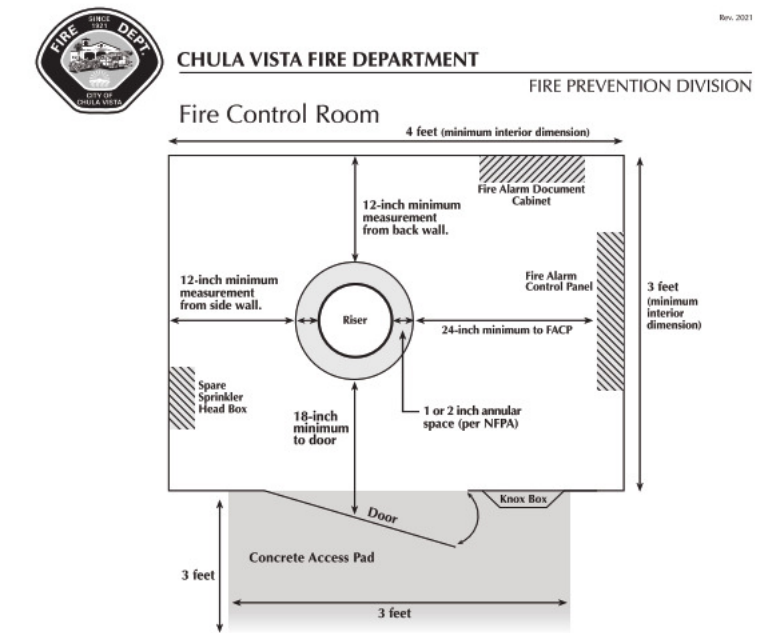 Rev. 2021
SINCE
1921
FIRE DEPT.
CITY OF
CHULA VISTA
CHULA VISTA FIRE DEPARTMENT
FIRE PREVENTION DIVISION
Fire Control Room
4 feet (minimum interior dimension)
Fire Alarm Document
Cabinet
12-inch minimum
measurement
from back wall.
12-inch minimum
measurement
from side wall.
Fire Alarm
Control Panel
3 feet
(minimum
interior
dimension)
Riser
24-inch minimum to FACP
Spare
Sprinkler
Head Box
18-inch
minimum
to door
1 or 2 inch annular
space (per NFPA)
Knox Box
Door
Concrete Access Pad
3 feet
3 feet